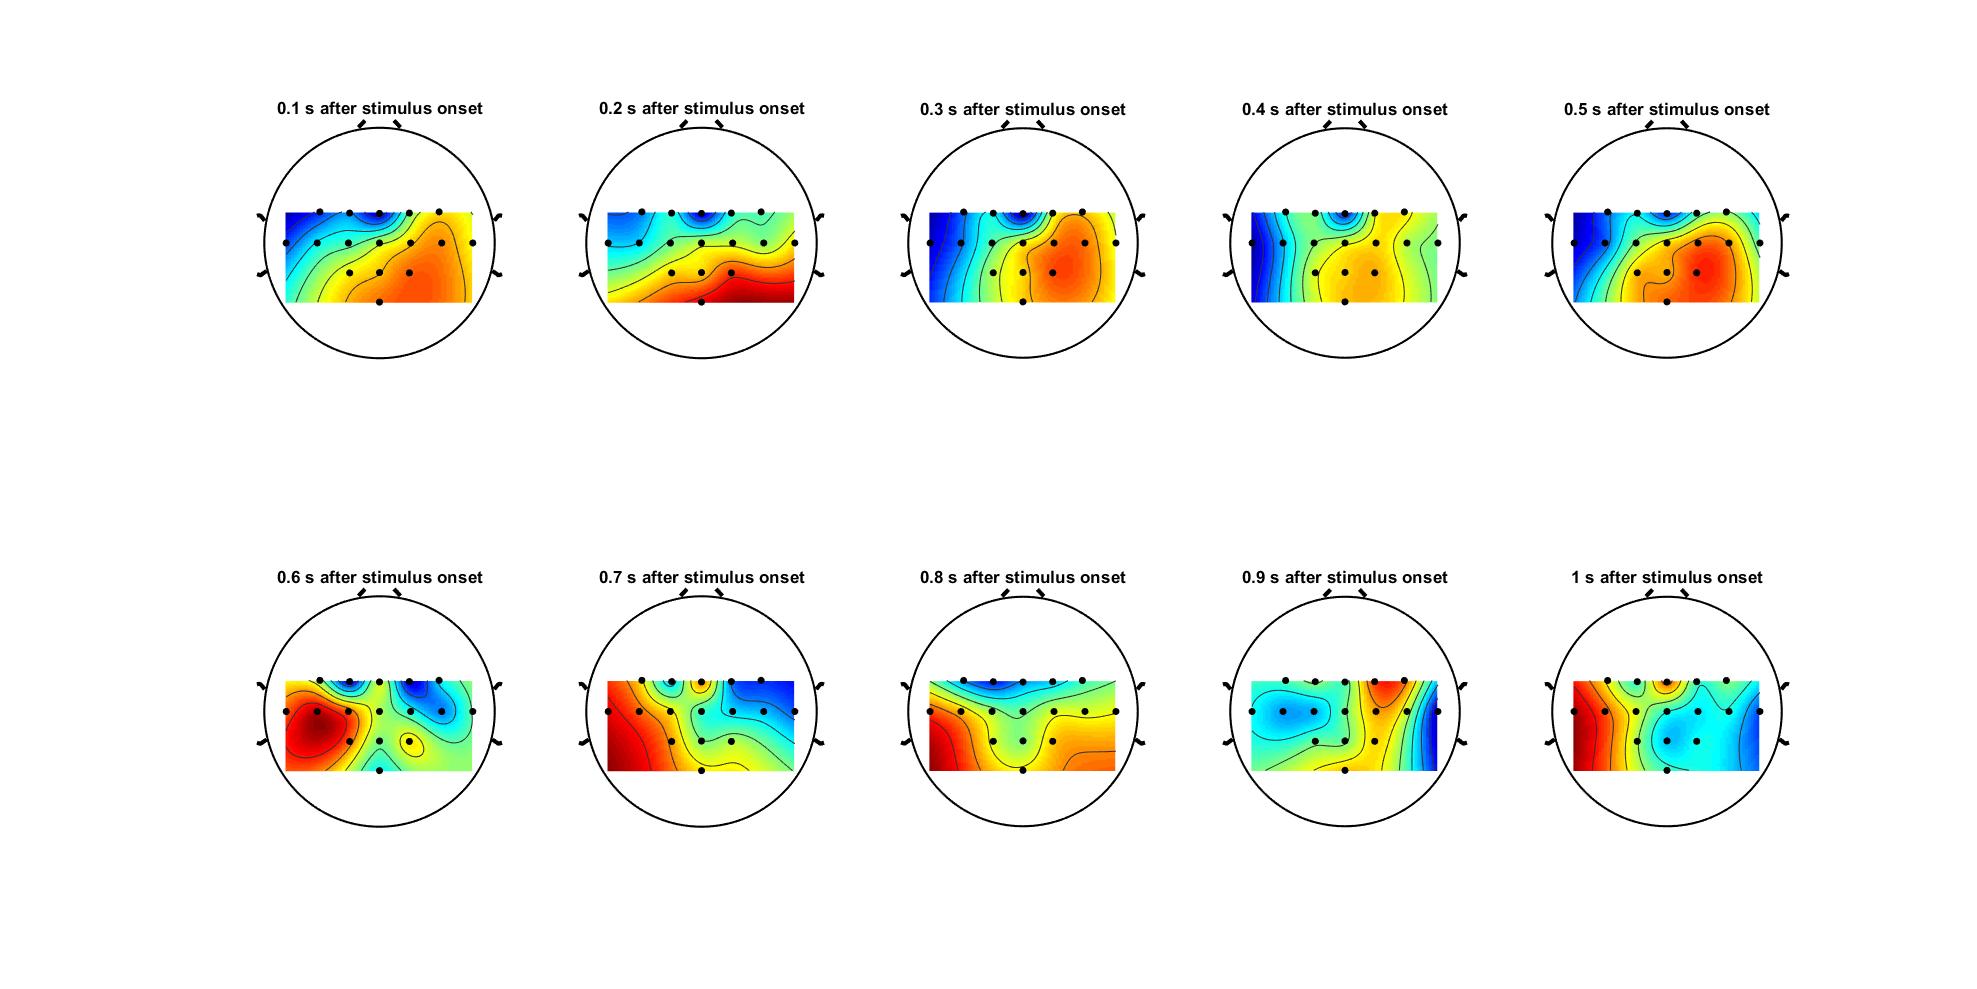 0.1 s after stimulus onset
0.2 s after stimulus onset
0.3 s after stimulus onset
0.4 s after stimulus onset
0.5 s after stimulus onset
0.6 s after stimulus onset
0.7 s after stimulus onset
0.8 s after stimulus onset
0.9 s after stimulus onset
1 s after stimulus onset